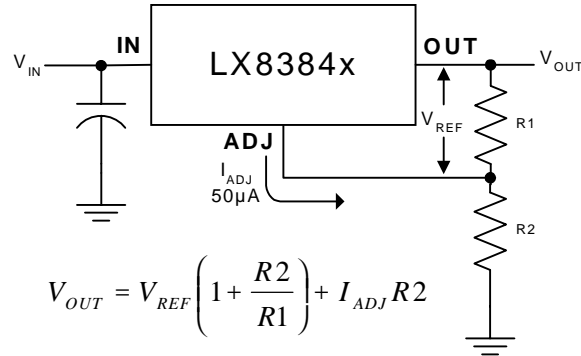 IN
LX8384x
OUT
V_IN
V_OUT
V_REF
R1
ADJ
I_ADJ
50µA
R2
V_OUT = V_REF (1 + R2/R1) + I_ADJ R2